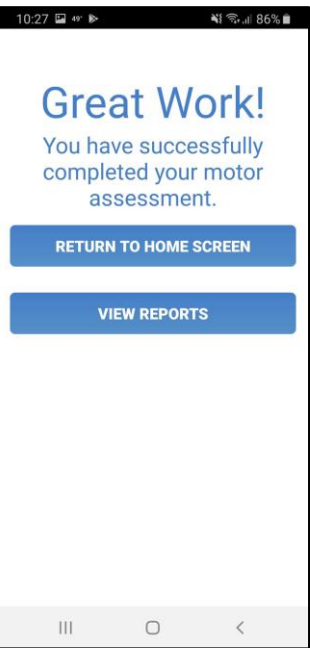 10:27 49° 86%
Great Work!
You have successfully
completed your motor
assessment.
RETURN TO HOME SCREEN
VIEW REPORTS